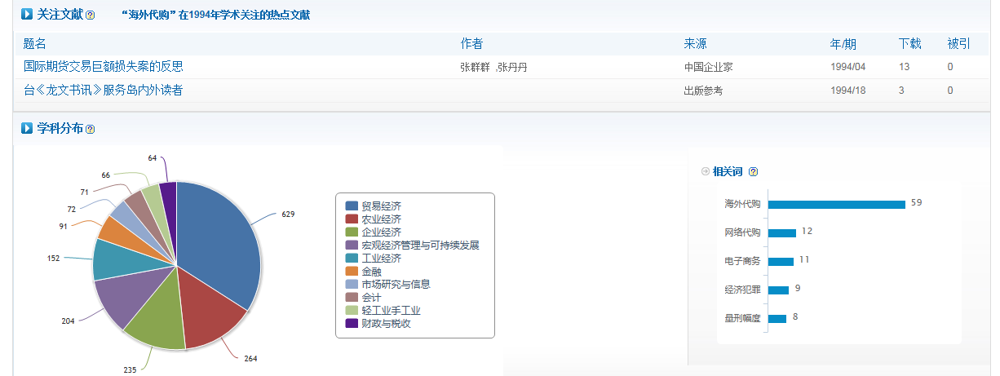 关注文献 ? “海外代购”在1994年学术关注的热点文献
题名 作者 来源 年/期 下载 被引
国际期货交易巨额损失案的反思 张群群 ,张丹丹 中国企业家 1994/04 13 0
台《龙文书讯》服务岛内外读者 出版参考 1994/18 3 0
学科分布 ?
64
66
71
72
91
152
204
235
264
629
贸易经济
农业经济
企业经济
宏观经济管理与可持续发展
工业经济
金融
市场研究与信息
会计
轻工业手工业
财政与税收
相关词 ?
海外代购 59
网络代购 12
电子商务 11
经济犯罪 9
量刑幅度 8